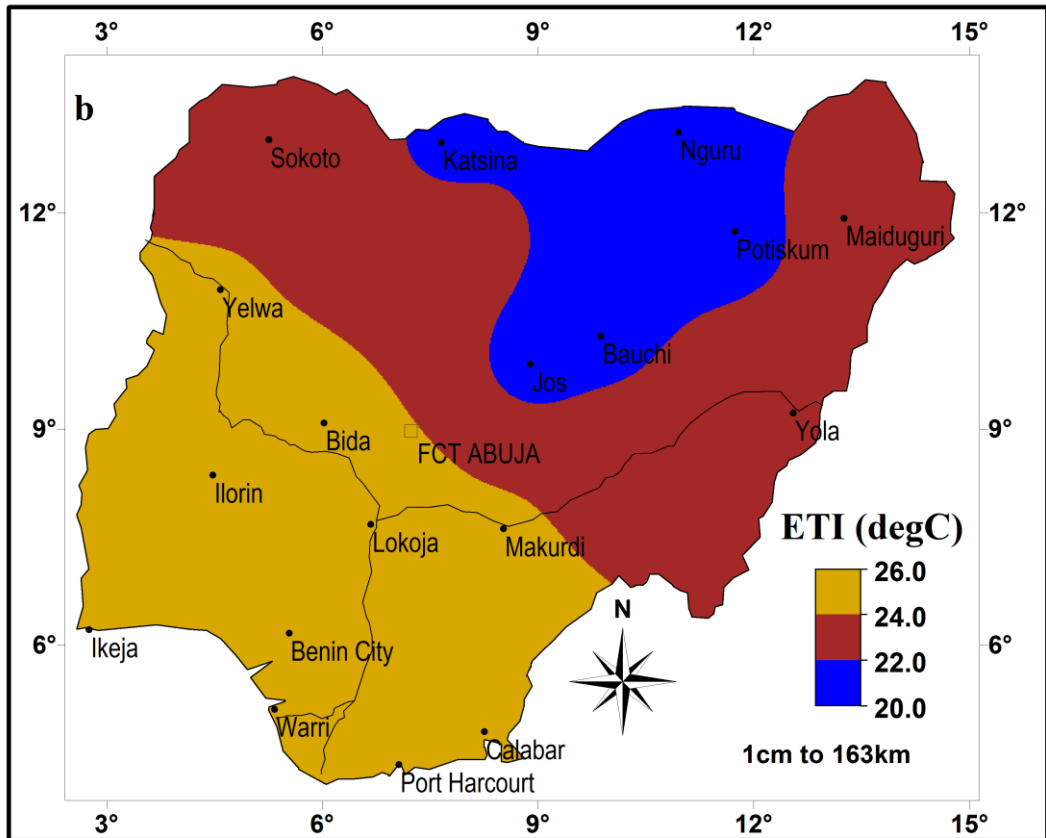 3° 6° 9° 12° 15°
b
Sokoto
Katsina
Nguru
12° 12°
Potiskum
Maiduguri
Yelwa
Bauchi
Jos
9° 9°
Bida
FCT ABUJA
Yola
Ilorin
Lokoja
Makurdi
ETI (degC)
26.0
24.0
22.0
20.0
N
6° 6°
Ikeja
Benin City
Warri
Calabar
Port Harcourt
1cm to 163km
3° 6° 9° 12° 15°